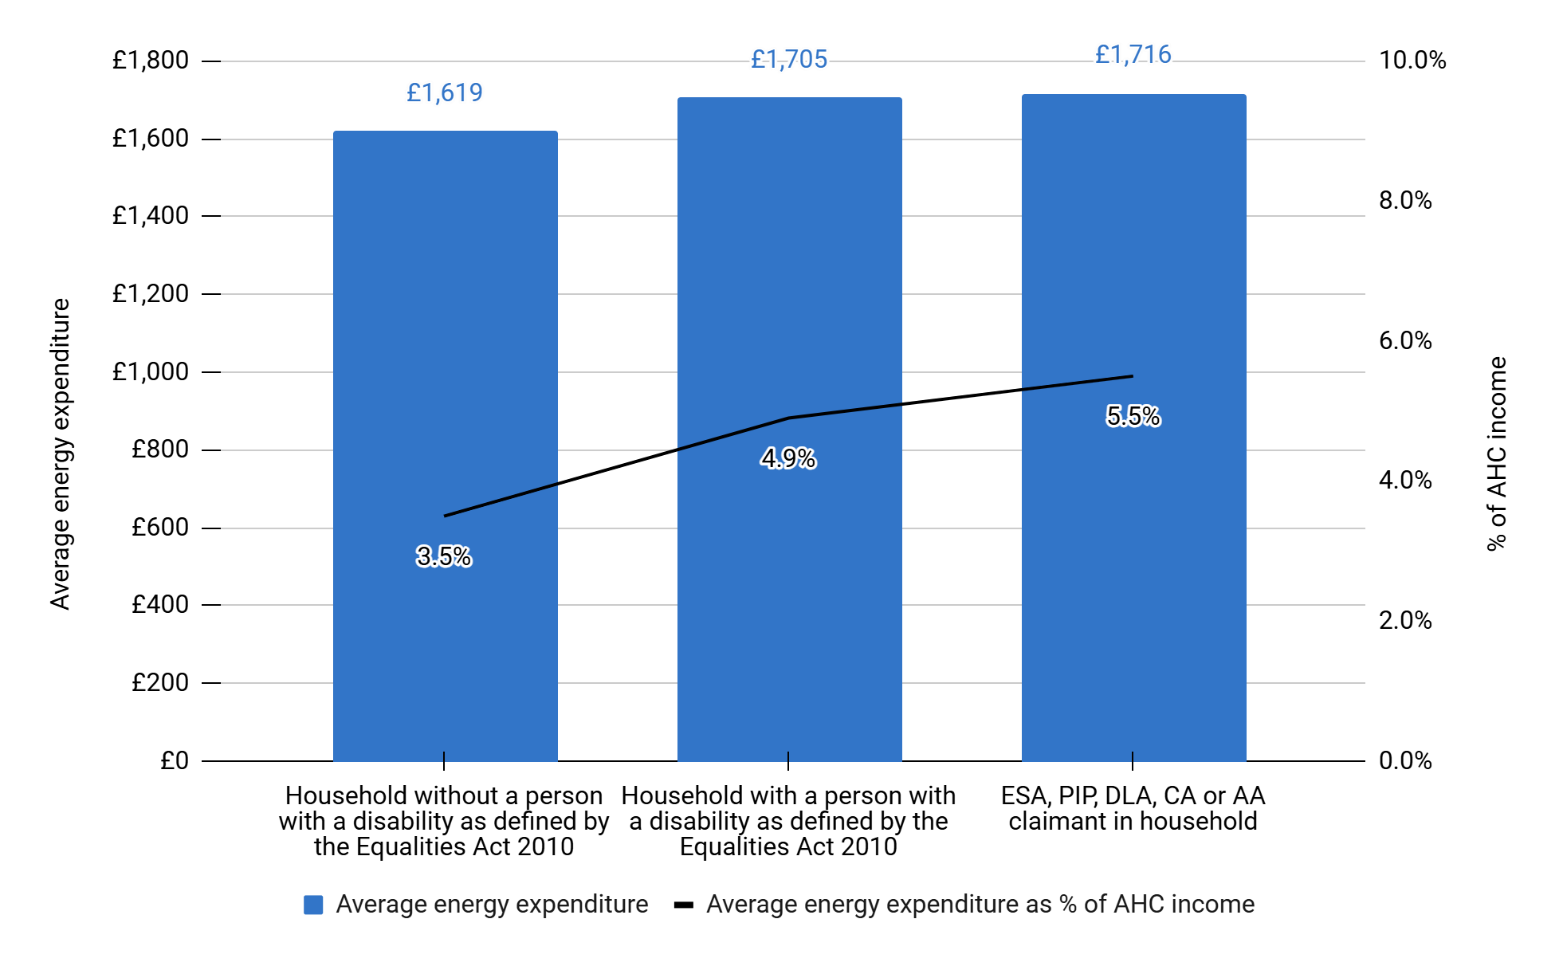 £1,800
£1,600
£1,400
£1,200
£1,000
£800
£600
£400
£200
£0
Average energy expenditure
£1,619
£1,705
£1,716
3.5%
4.9%
5.5%
10.0%
8.0%
6.0%
4.0%
2.0%
0.0%
% of AHC income
Household without a person
with a disability as defined by
the Equalities Act 2010
Household with a person with
a disability as defined by the
Equalities Act 2010
ESA, PIP, DLA, CA or AA
claimant in household
Average energy expenditure
Average energy expenditure as % of AHC income